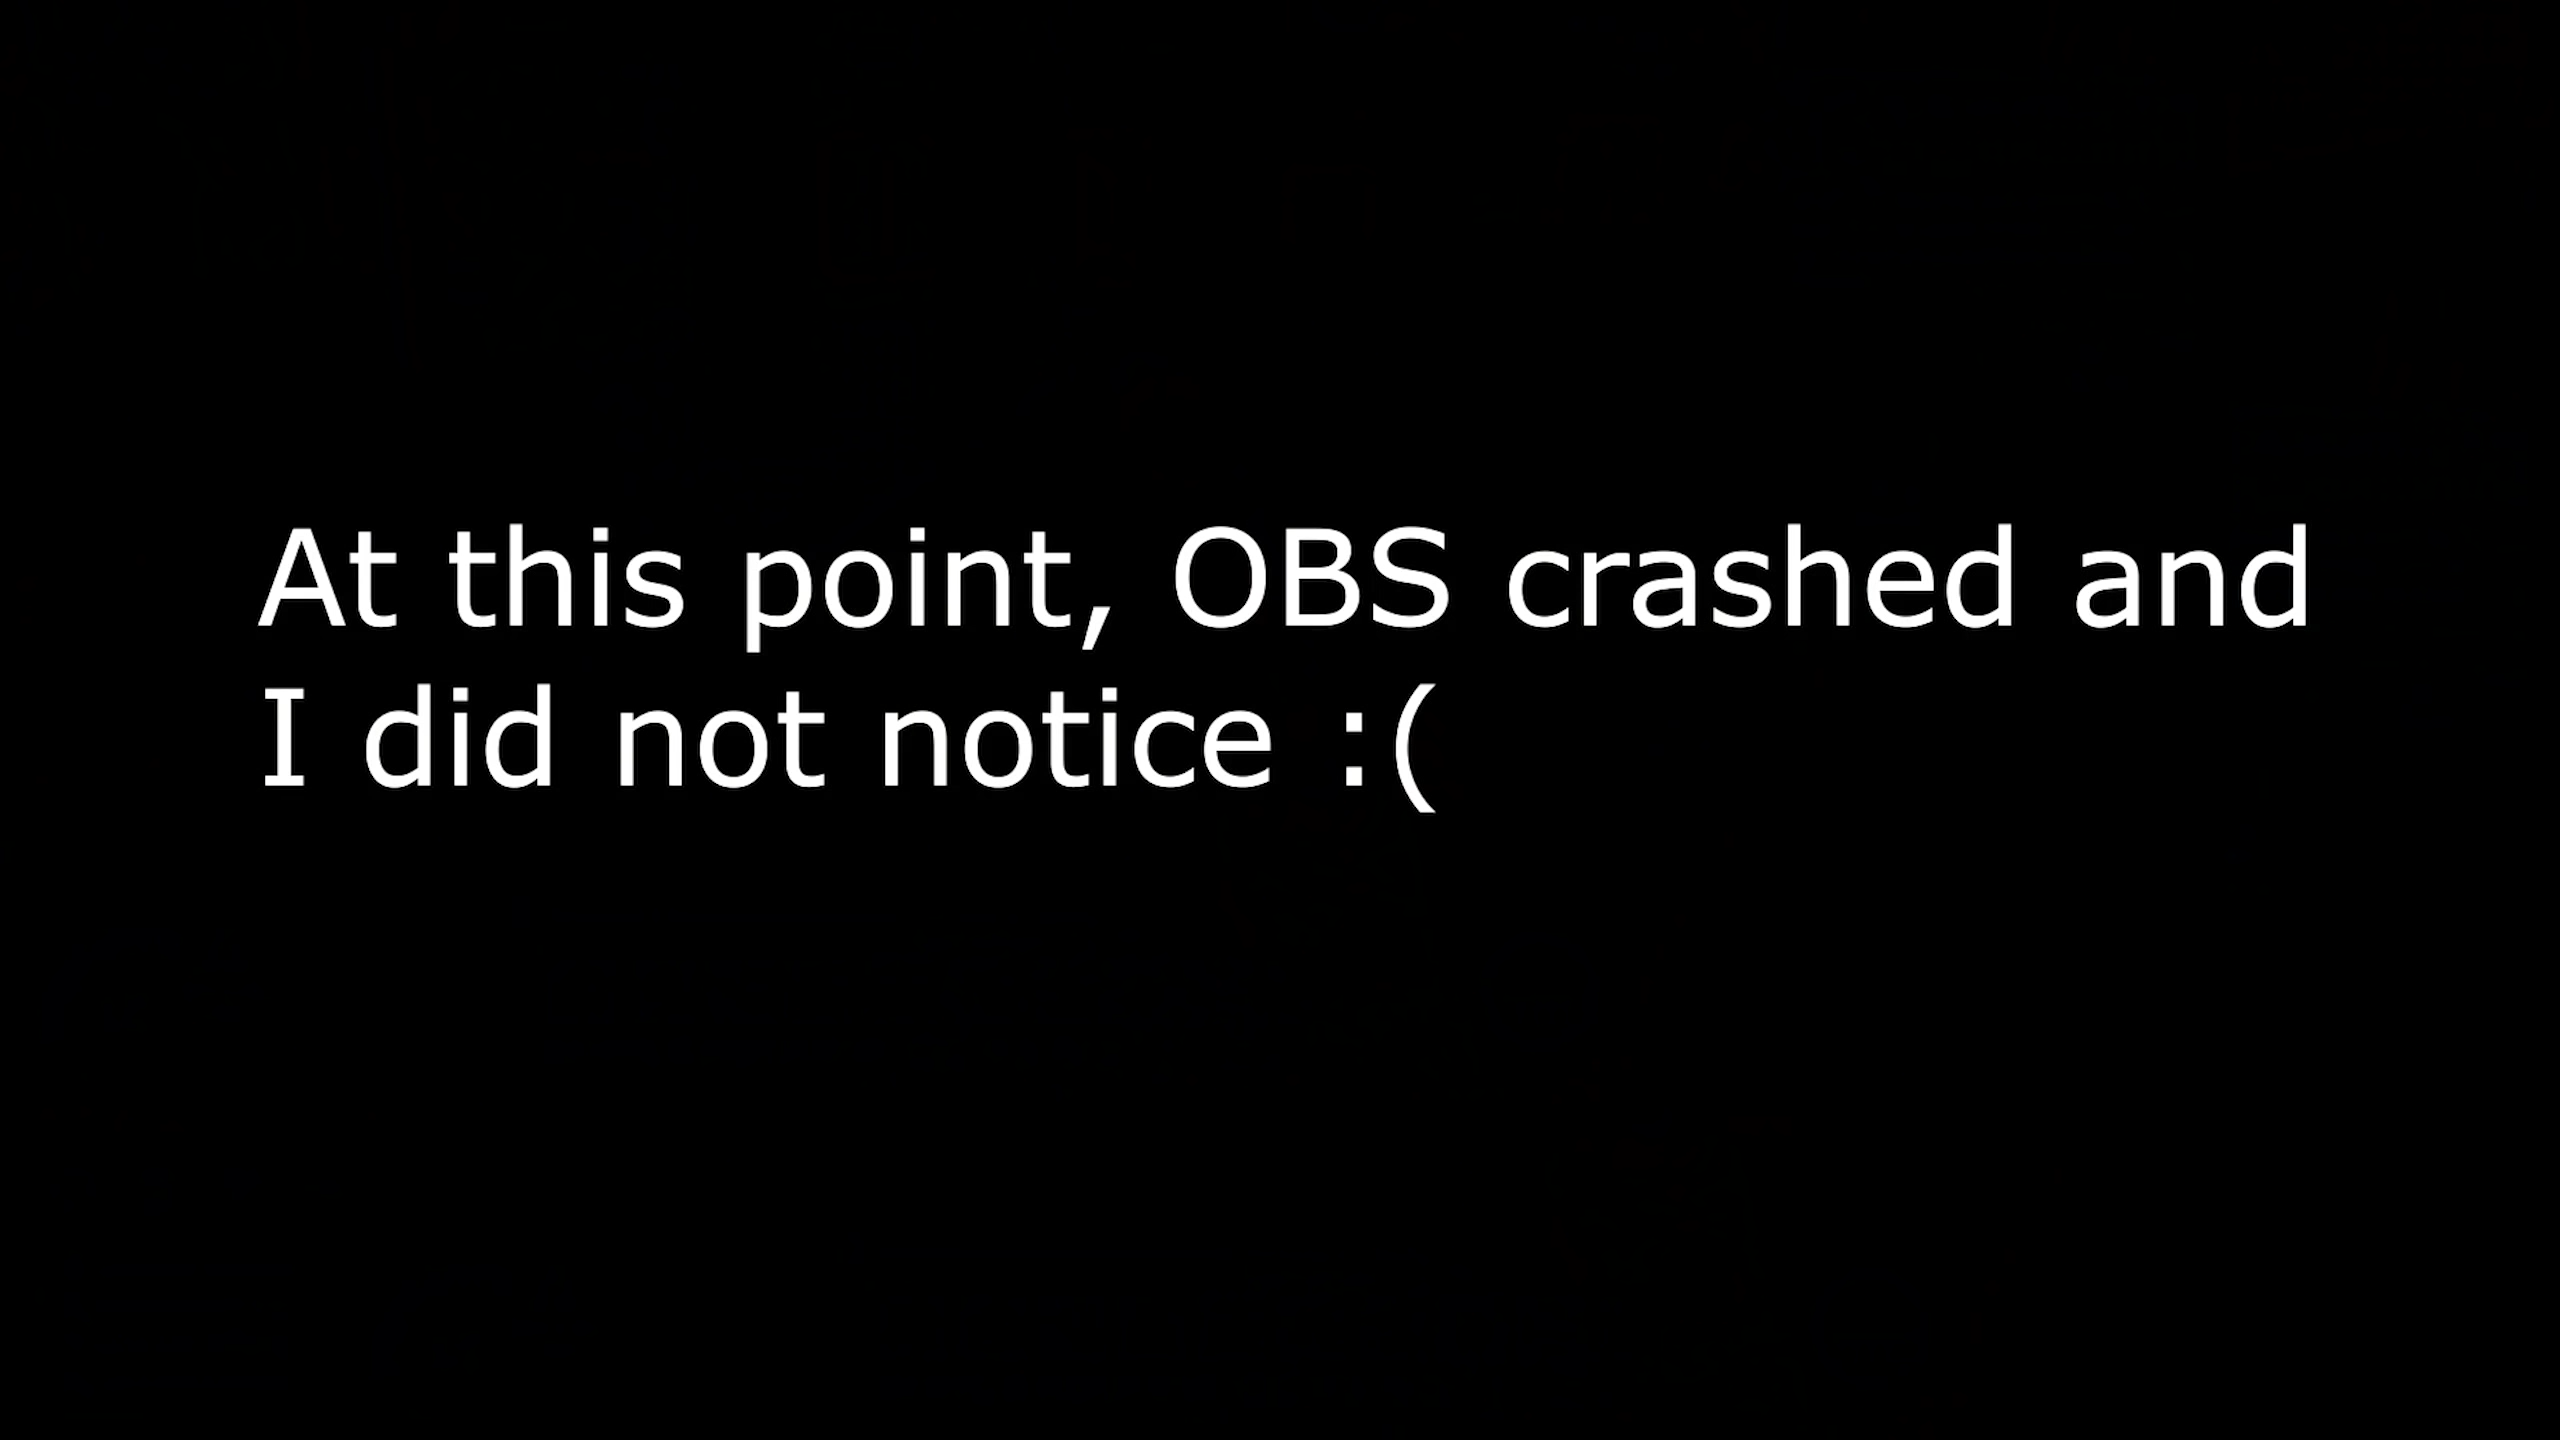 At this point, OBS crashed and
I did not notice :(